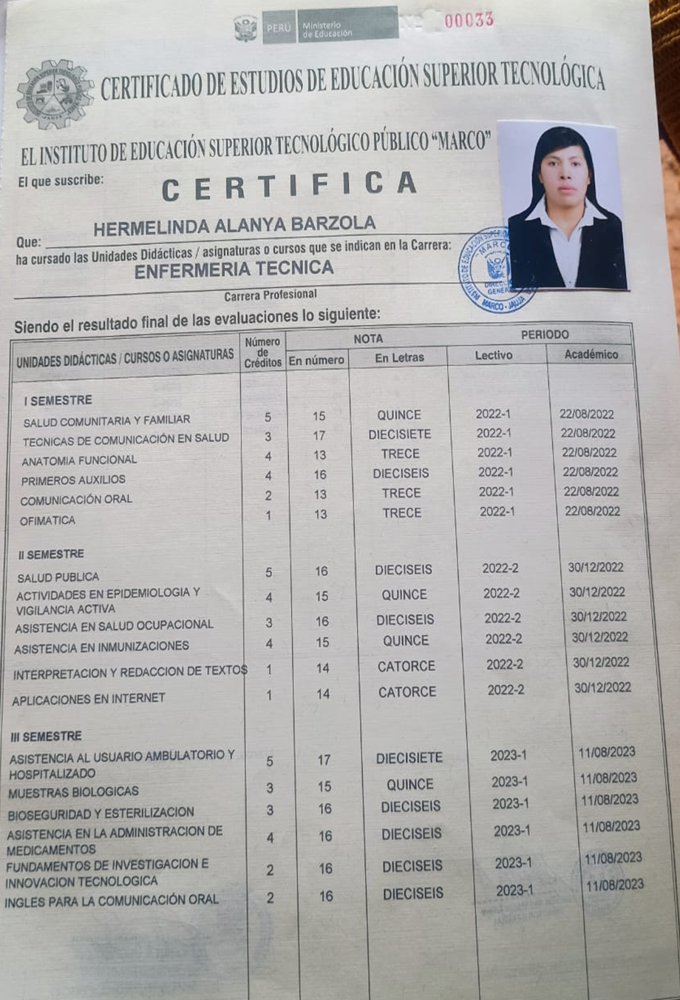 PERÚ Ministerio
de Educación
00033
CERTIFICADO DE ESTUDIOS DE EDUCACIÓN SUPERIOR TECNOLÓGICA
EL INSTITUTO DE EDUCACIÓN SUPERIOR TECNOLÓGICO PÚBLICO “MARCO”
El que suscribe:
CERTIFICA
Que: HERMELINDA ALANYA BARZOLA
ha cursado las Unidades Didácticas / asignaturas o cursos que se indican en la Carrera:
ENFERMERIA TECNICA
Carrera Profesional
MARCO
GENERAL
MARCO - JAUJA
Siendo el resultado final de las evaluaciones lo siguiente:
UNIDADES DIDÁCTICAS / CURSOS O ASIGNATURAS Número de Créditos NOTA PERIODO
En número En Letras Lectivo Académico
I SEMESTRE
SALUD COMUNITARIA Y FAMILIAR 5 15 QUINCE 2022-1 22/08/2022
TECNICAS DE COMUNICACIÓN EN SALUD 3 17 DIECISIETE 2022-1 22/08/2022
ANATOMIA FUNCIONAL 4 13 TRECE 2022-1 22/08/2022
PRIMEROS AUXILIOS 4 16 DIECISEIS 2022-1 22/08/2022
COMUNICACIÓN ORAL 2 13 TRECE 2022-1 22/08/2022
OFIMATICA 1 13 TRECE 2022-1 22/08/2022
II SEMESTRE
SALUD PUBLICA 5 16 DIECISEIS 2022-2 30/12/2022
ACTIVIDADES EN EPIDEMIOLOGIA Y
VIGILANCIA ACTIVA 4 15 QUINCE 2022-2 30/12/2022
ASISTENCIA EN SALUD OCUPACIONAL 3 16 DIECISEIS 2022-2 30/12/2022
ASISTENCIA EN INMUNIZACIONES 4 15 QUINCE 2022-2 30/12/2022
INTERPRETACION Y REDACCION DE TEXTOS 1 14 CATORCE 2022-2 30/12/2022
APLICACIONES EN INTERNET 1 14 CATORCE 2022-2 30/12/2022
III SEMESTRE
ASISTENCIA AL USUARIO AMBULATORIO Y
HOSPITALIZADO 5 17 DIECISIETE 2023-1 11/08/2023
MUESTRAS BIOLOGICAS 3 15 QUINCE 2023-1 11/08/2023
BIOSEGURIDAD Y ESTERILIZACION 3 16 DIECISEIS 2023-1 11/08/2023
ASISTENCIA EN LA ADMINISTRACION DE
MEDICAMENTOS 4 16 DIECISEIS 2023-1 11/08/2023
FUNDAMENTOS DE INVESTIGACION E
INNOVACION TECNOLOGICA 2 16 DIECISEIS 2023-1 11/08/2023
INGLES PARA LA COMUNICACIÓN ORAL 2 16 DIECISEIS 2023-1 11/08/2023